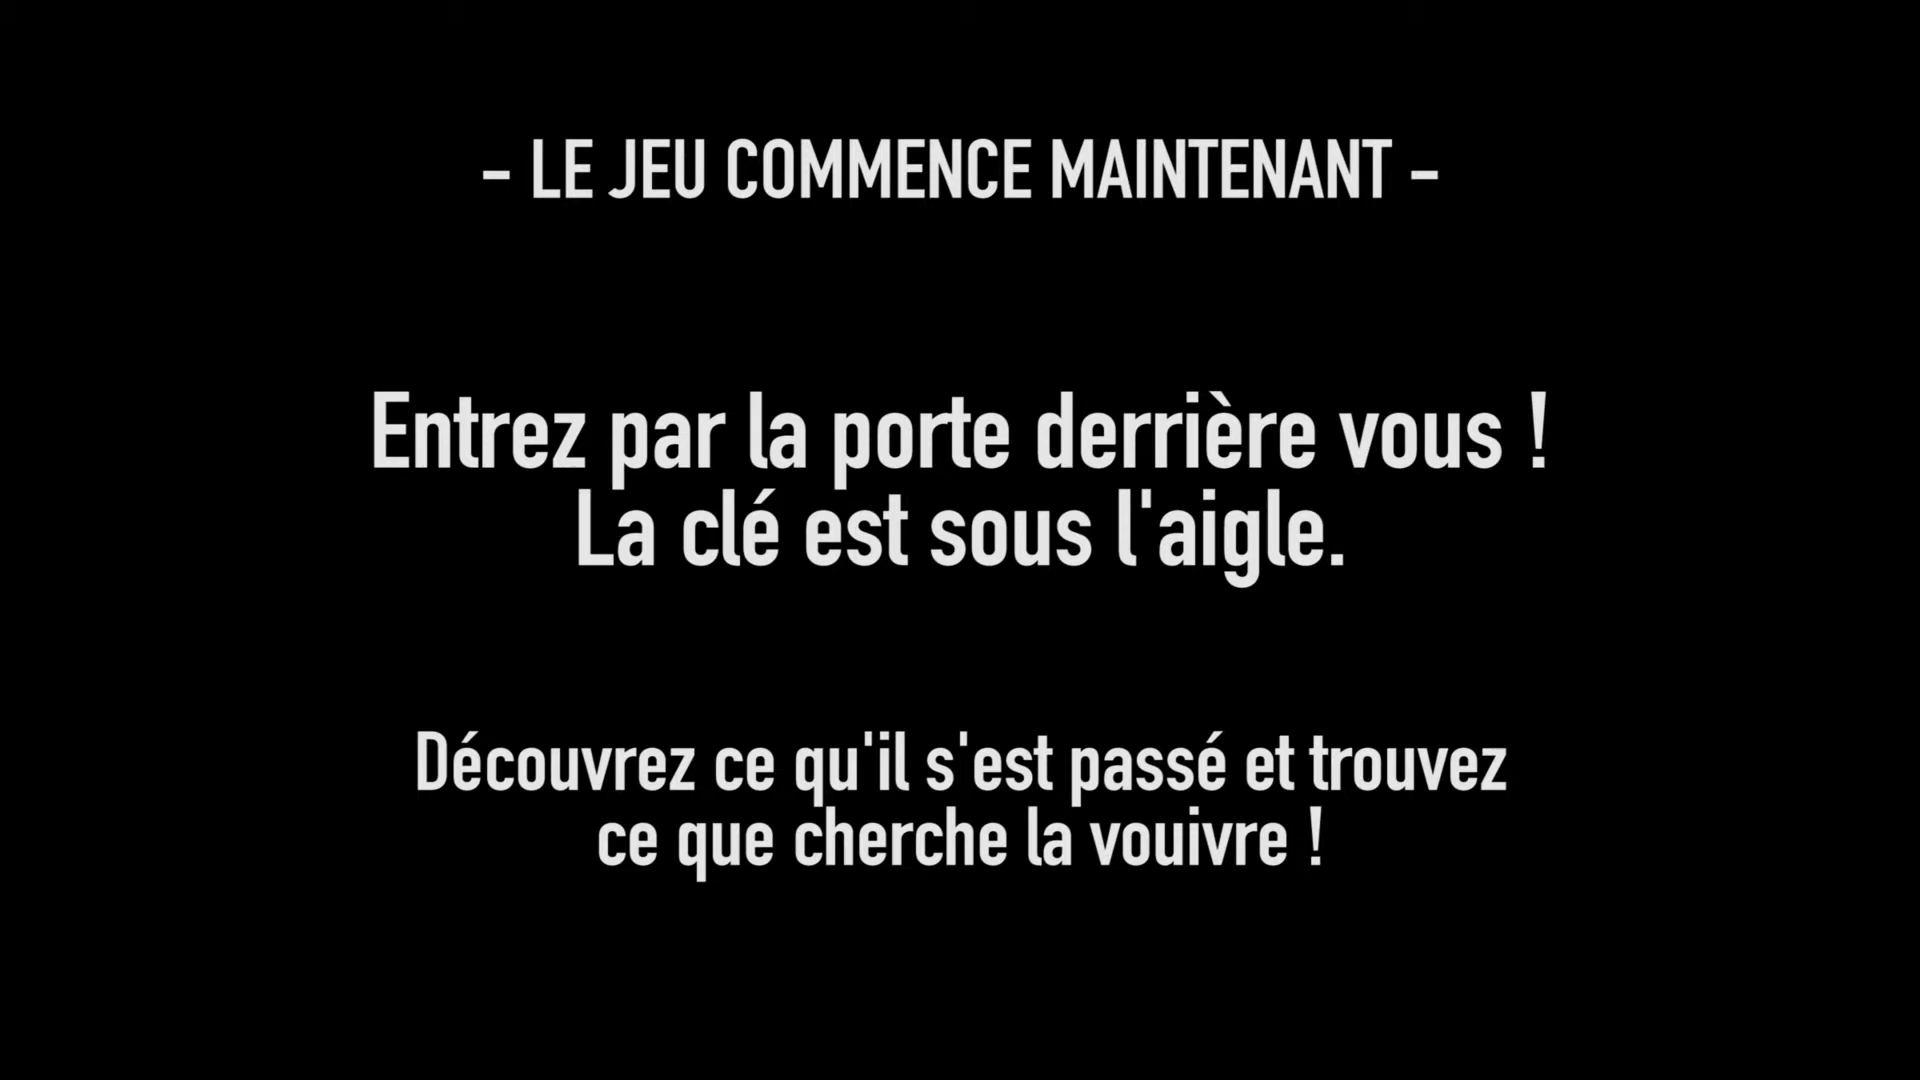 - LE JEU COMMENCE MAINTENANT -
Entrez par la porte derrière vous !
La clé est sous l'aigle.
Découvrez ce qu'il s'est passé et trouvez
ce que cherche la vouivre !